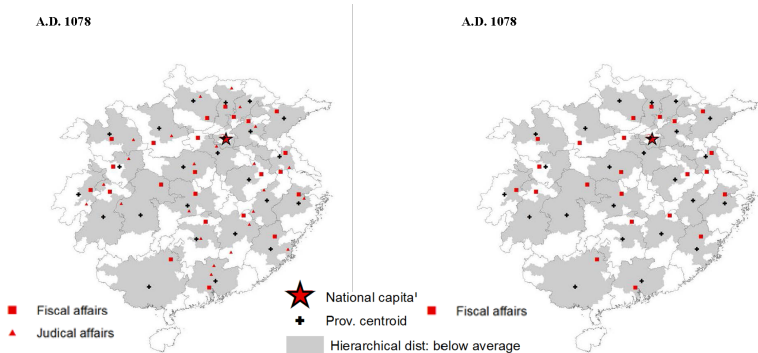 A.D. 1078
A.D. 1078
Fiscal affairs
Judical affairs
National capital
Prov. centroid
Hierarchical dist: below average
Fiscal affairs